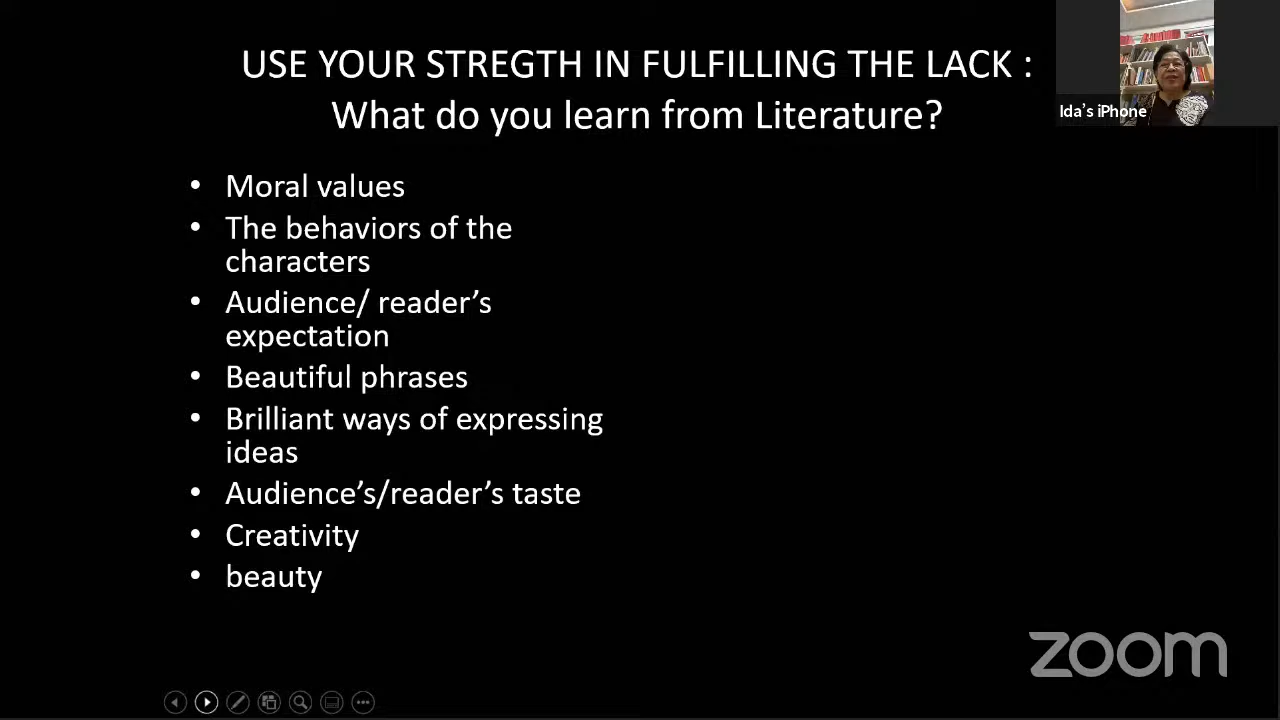 USE YOUR STREGTH IN FULFILLING THE LACK :
What do you learn from Literature?
Ida's iPhone
• Moral values
• The behaviors of the
characters
• Audience/ reader’s
expectation
• Beautiful phrases
• Brilliant ways of expressing
ideas
• Audience’s/reader’s taste
• Creativity
• beauty
zoom